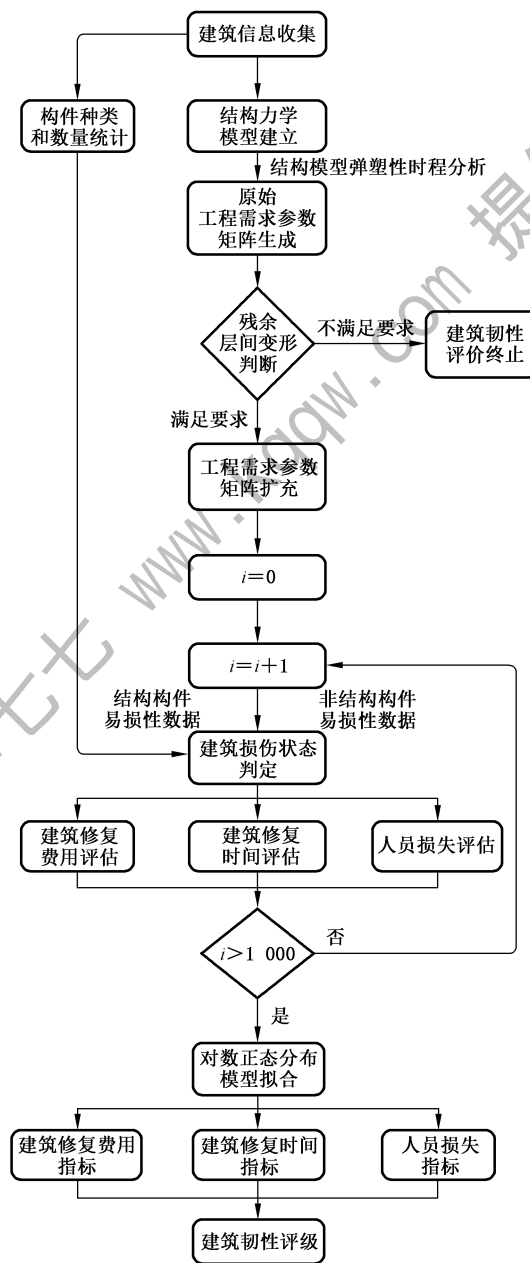 建筑信息收集
构件种类
和数量统计
结构力学
模型建立
结构模型弹塑性时程分析
原始
工程需求参数
矩阵生成
残余
层间变形
判断
不满足要求
建筑韧性
评价终止
满足要求
工程需求参数
矩阵扩充
i=0
i=i+1
结构构件
易损性数据
非结构构件
易损性数据
建筑损伤状态
判定
建筑修复
费用评估
建筑修复
时间评估
人员损失评估
i>1 000
否
是
对数正态分布
模型拟合
建筑修复费用
指标
建筑修复时间
指标
人员损失
指标
建筑韧性评级
七七 www.kqqw.com 提